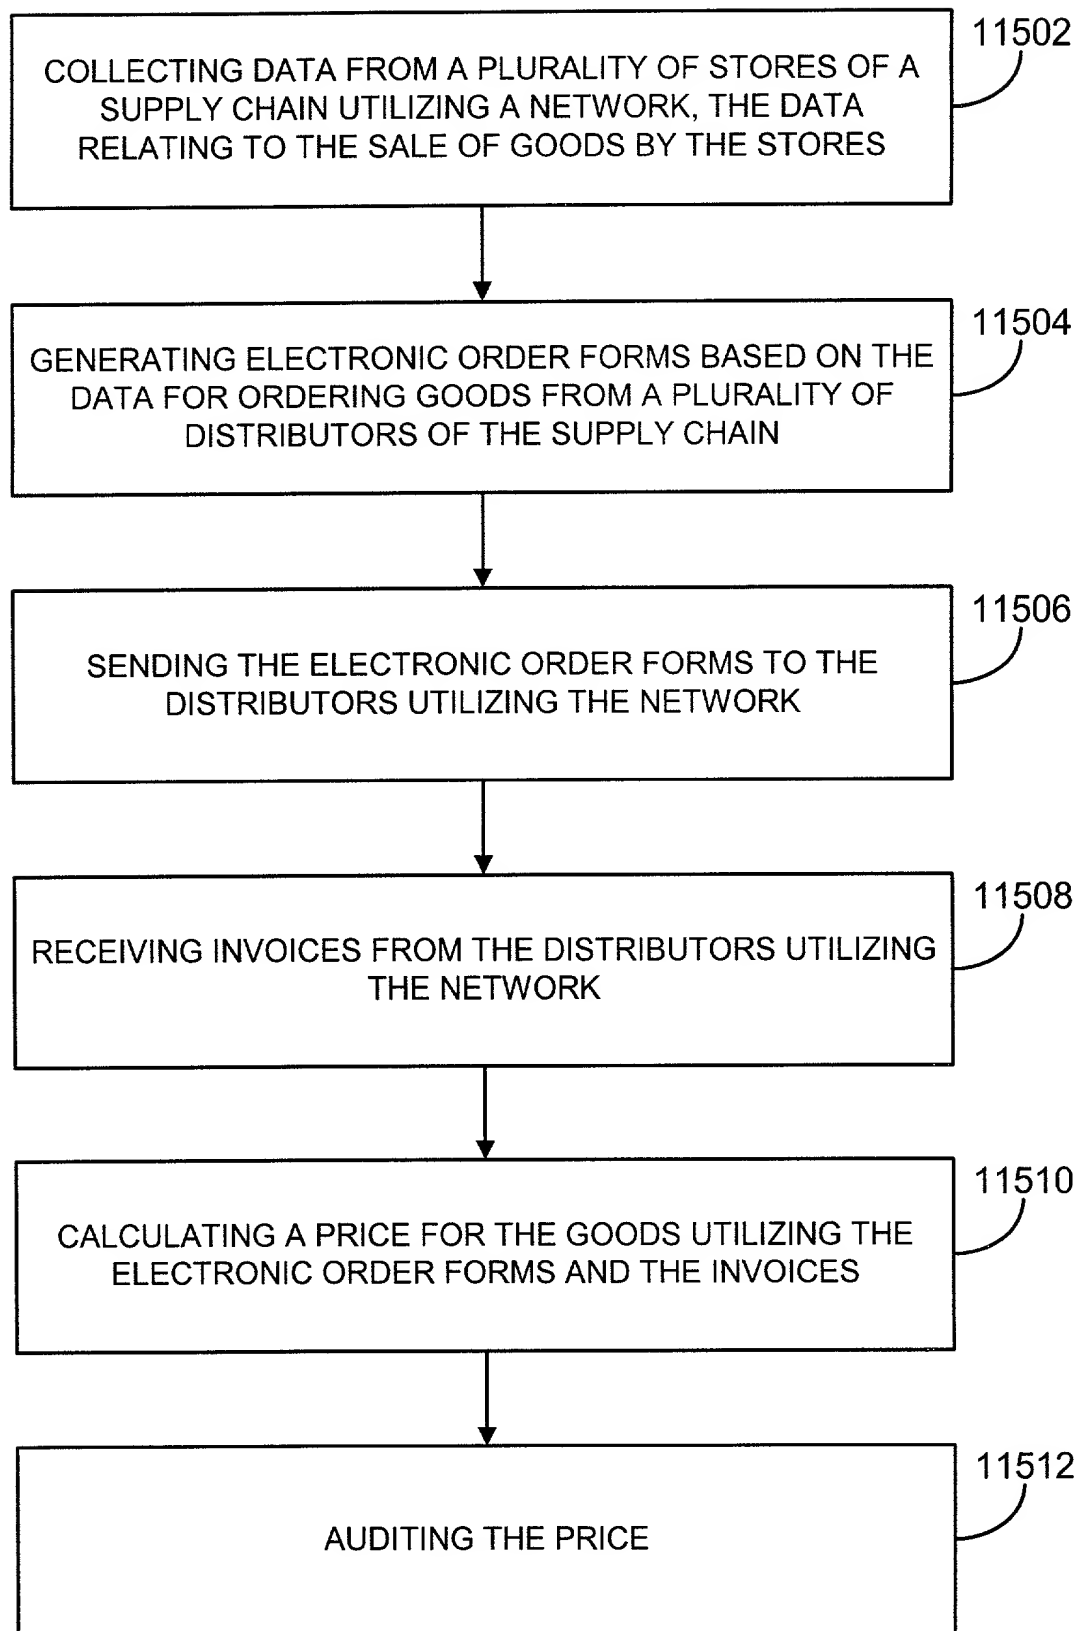 11502
COLLECTING DATA FROM A PLURALITY OF STORES OF A
SUPPLY CHAIN UTILIZING A NETWORK, THE DATA
RELATING TO THE SALE OF GOODS BY THE STORES
11504
GENERATING ELECTRONIC ORDER FORMS BASED ON THE
DATA FOR ORDERING GOODS FROM A PLURALITY OF
DISTRIBUTORS OF THE SUPPLY CHAIN
11506
SENDING THE ELECTRONIC ORDER FORMS TO THE
DISTRIBUTORS UTILIZING THE NETWORK
11508
RECEIVING INVOICES FROM THE DISTRIBUTORS UTILIZING
THE NETWORK
11510
CALCULATING A PRICE FOR THE GOODS UTILIZING THE
ELECTRONIC ORDER FORMS AND THE INVOICES
11512
AUDITING THE PRICE